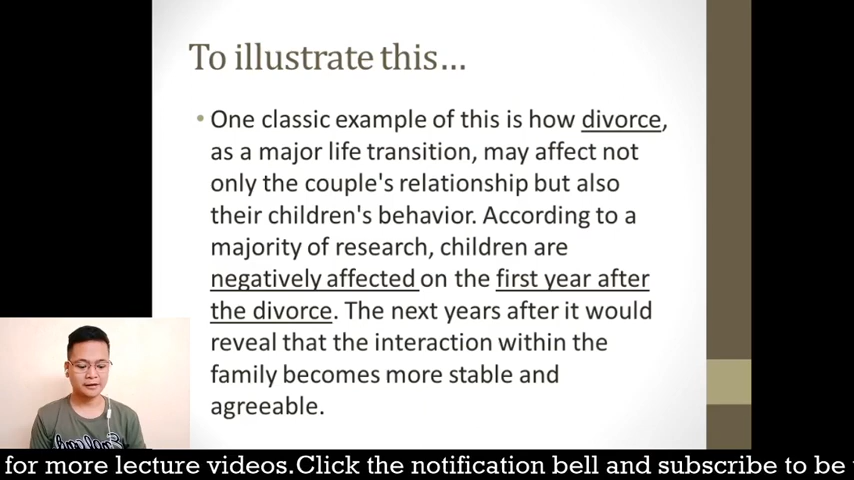 To illustrate this...
• One classic example of this is how divorce,
as a major life transition, may affect not
only the couple's relationship but also
their children's behavior. According to a
majority of research, children are
negatively affected on the first year after
the divorce. The next years after it would
reveal that the interaction within the
family becomes more stable and
agreeable.
for more lecture videos.Click the notification bell and subscribe to be